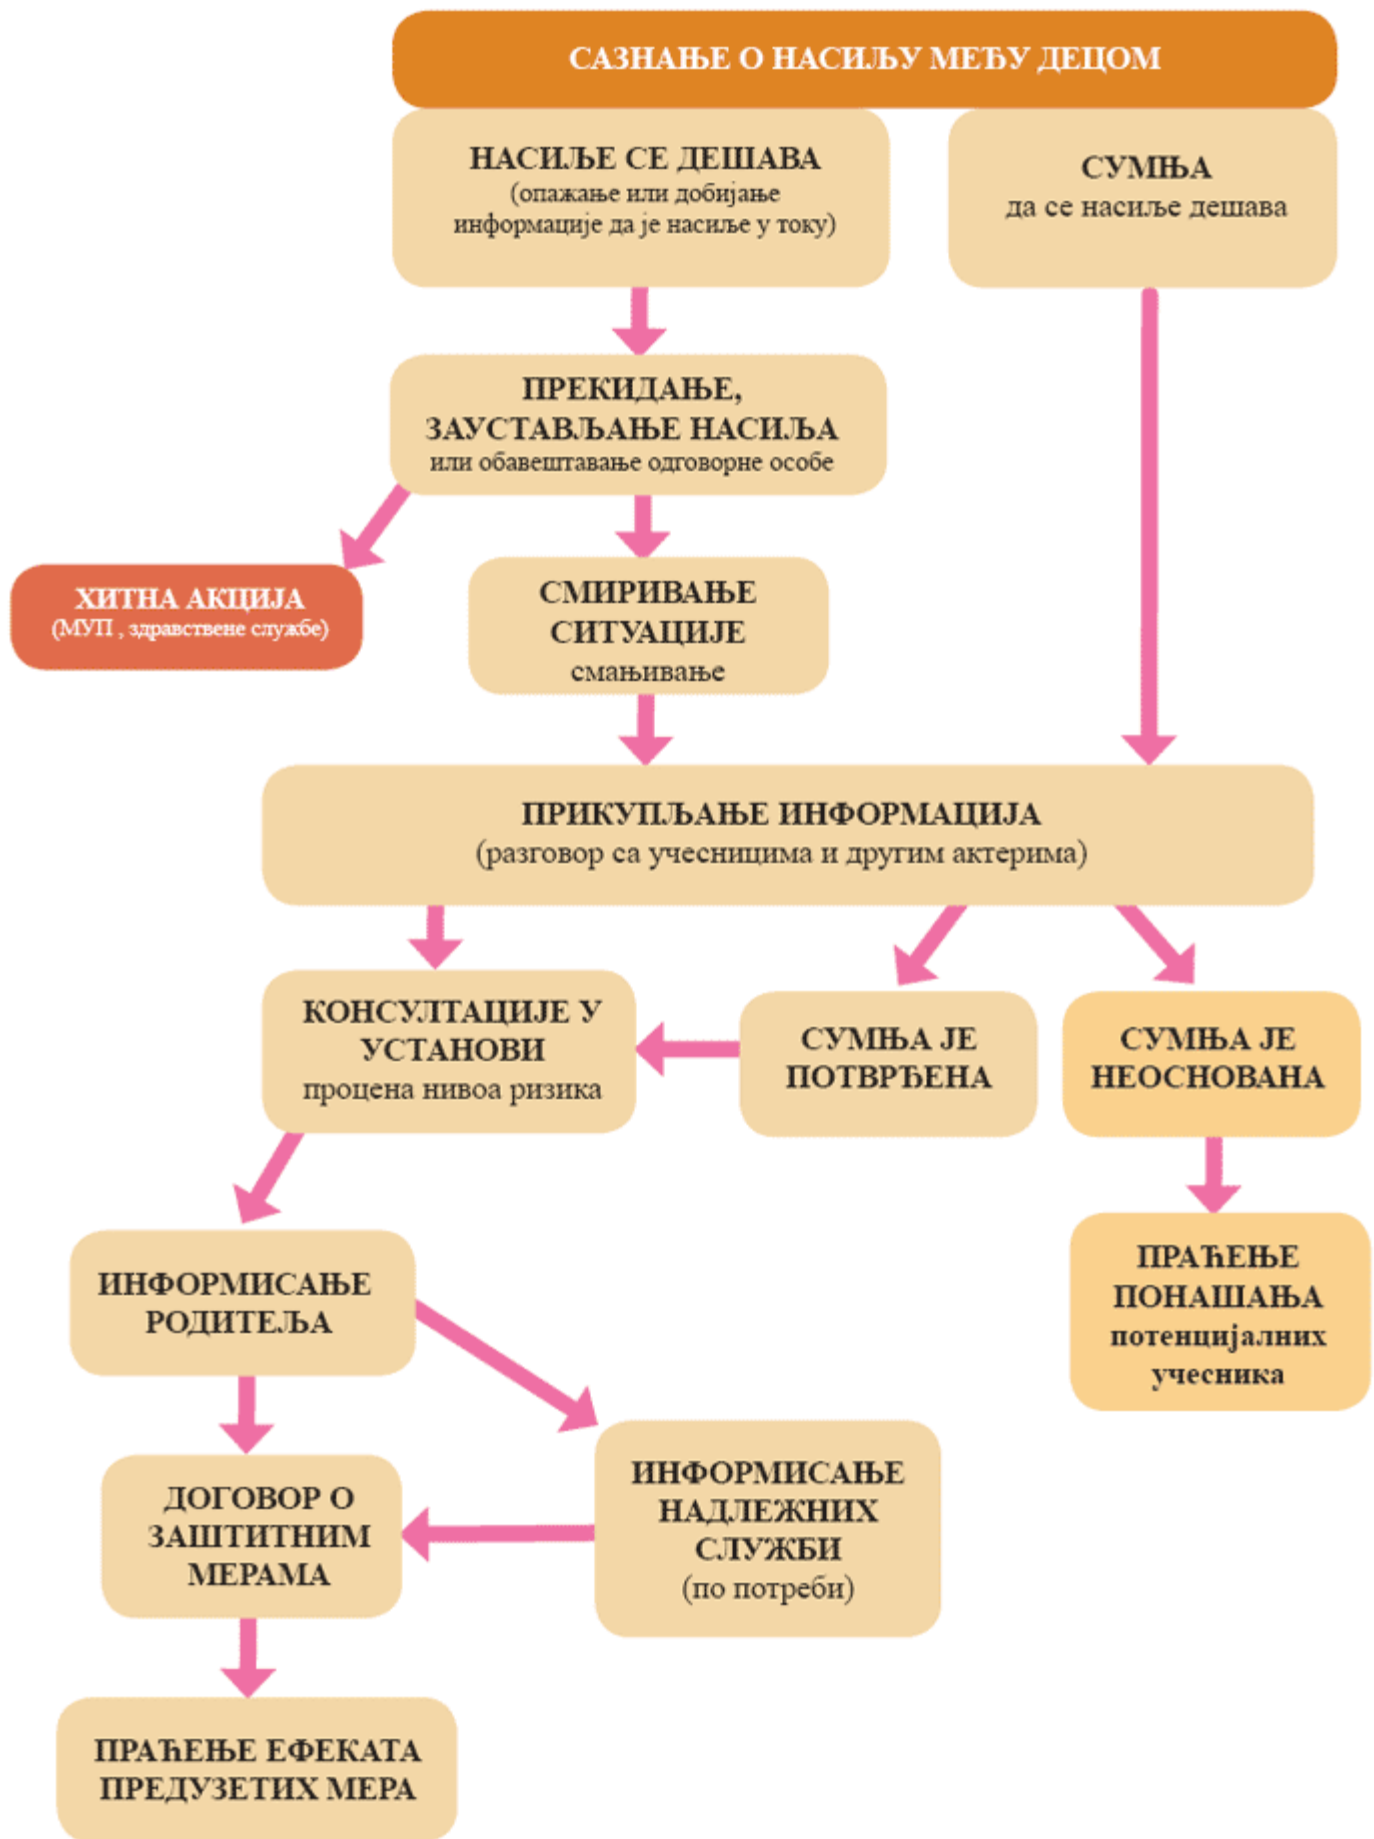 САЗНАЊЕ О НАСИЉУ МЕЂУ ДЕЦОМ
НАСИЉЕ СЕ ДЕШАВА
(опажање или добијање
информације да је насиље у току)
СУМЊА
да се насиље дешава
ПРЕКИДАЊЕ,
ЗАУСТАВЉАЊЕ НАСИЉА
или обавештавање одговорне особе
ХИТНА АКЦИЈА
(МУП , здравствене службе)
СМИРИВАЊЕ
СИТУАЦИЈЕ
смањивање
ПРИКУПЉАЊЕ ИНФОРМАЦИЈА
(разговор са учесницима и другим актерима)
КОНСУЛТАЦИЈЕ У
УСТАНОВИ
процена нивоа ризика
СУМЊА ЈЕ
ПОТВРЂЕНА
СУМЊА ЈЕ
НЕОСНОВАНА
ИНФОРМИСАЊЕ
РОДИТЕЉА
ПРАЋЕЊЕ
ПОНАШАЊА
потенцијалних
учесника
ДОГОВОР О
ЗАШТИТНИМ
МЕРАМА
ИНФОРМИСАЊЕ
НАДЛЕЖНИХ
СЛУЖБИ
(по потреби)
ПРАЋЕЊЕ ЕФЕКАТА
ПРЕДУЗЕТИХ МЕРА